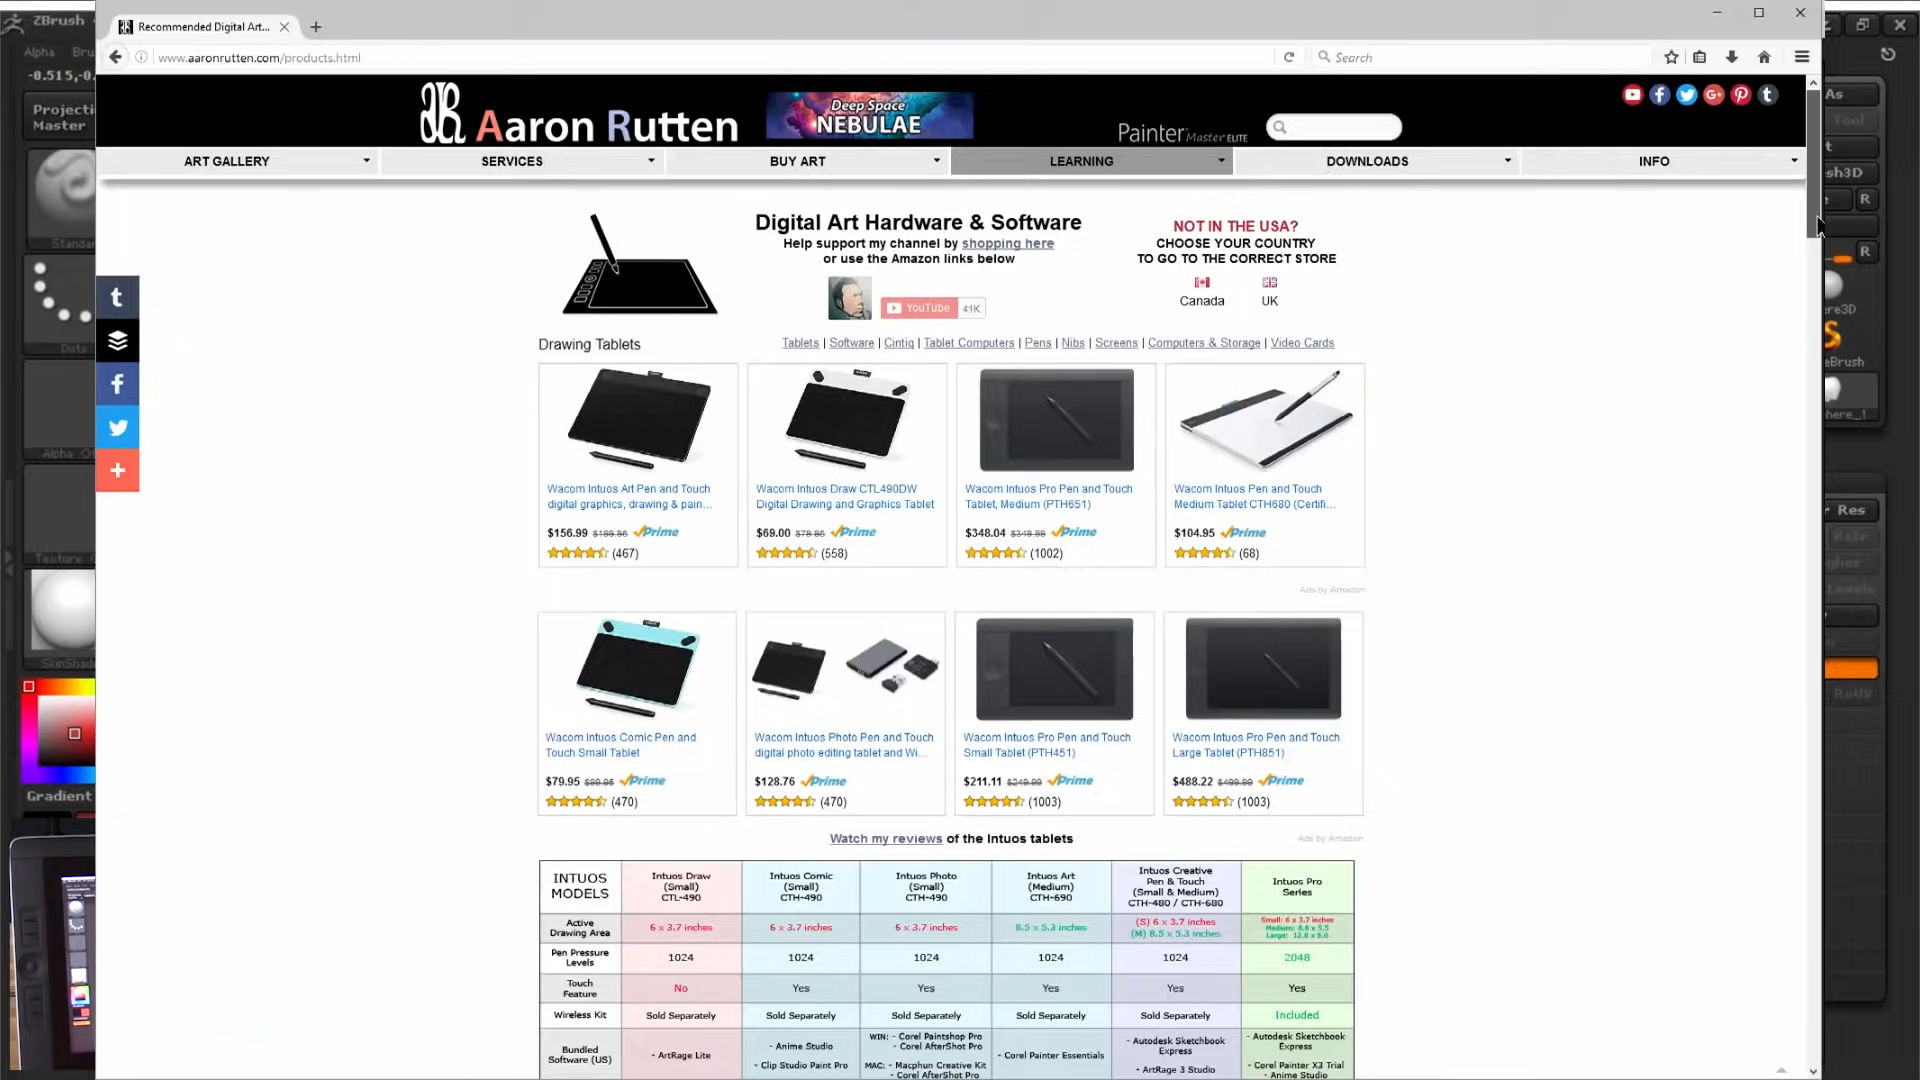 ZBrush
Recommended Digital Art...
Alpha Bru
www.aaronrutten.com/products.html
Search
-0.515,-0.
Projecti
Master
Aaron Rutten
Deep Space
NEBULAE
Painter Master ELITE
As
Tool
ART GALLERY
SERVICES
BUY ART
LEARNING
DOWNLOADS
INFO
sh3D
R
R
Standa
Digital Art Hardware & Software
Help support my channel by shopping here
or use the Amazon links below
YouTube 41K
NOT IN THE USA?
CHOOSE YOUR COUNTRY
TO GO TO THE CORRECT STORE
Canada
UK
ere3D
eBrush
here_1
Dots
Drawing Tablets
Tablets | Software | Cintiq | Tablet Computers | Pens | Nibs | Screens | Computers & Storage | Video Cards
Wacom Intuos Art Pen and Touch
digital graphics, drawing & pain...
$156.99 $199.95 Prime
(467)
Wacom Intuos Draw CTL490DW
Digital Drawing and Graphics Tablet
$69.00 $79.95 Prime
(558)
Wacom Intuos Pro Pen and Touch
Tablet, Medium (PTH651)
$348.04 $349.99 Prime
(1002)
Wacom Intuos Pen and Touch
Medium Tablet CTH680 (Certifi...
$104.95 Prime
(68)
Alpha O
Texture O
r Res
ReUV
Ads by Amazon
Wacom Intuos Comic Pen and
Touch Small Tablet
$79.95 $99.95 Prime
(470)
Wacom Intuos Photo Pen and Touch
digital photo editing tablet and Wi...
$128.76 Prime
(470)
Wacom Intuos Pro Pen and Touch
Small Tablet (PTH451)
$211.11 $249.99 Prime
(1003)
Wacom Intuos Pro Pen and Touch
Large Tablet (PTH851)
$488.22 $499.99 Prime
(1003)
SkinShad
Gradient
Watch my reviews of the Intuos tablets
Ads by Amazon
INTUOS
MODELS
Intuos Draw
(Small)
CTL-490
Intuos Comic
(Small)
CTH-490
Intuos Photo
(Small)
CTH-490
Intuos Art
(Medium)
CTH-690
Intuos Creative
Pen & Touch
(Small & Medium)
CTH-480 / CTH-680
Intuos Pro
Series
Active
Drawing Area
6 x 3.7 inches
6 x 3.7 inches
6 x 3.7 inches
8.5 x 5.3 inches
(S) 6 x 3.7 inches
(M) 8.5 x 5.3 inches
Small: 6 x 3.7 inches
Medium: 8.8 x 5.5
Large: 12.8 x 8.0
Pen Pressure
Levels
1024
1024
1024
1024
1024
2048
Touch
Feature
No
Yes
Yes
Yes
Yes
Yes
Wireless Kit
Sold Separately
Sold Separately
Sold Separately
Sold Separately
Sold Separately
Included
Bundled
Software (US)
- ArtRage Lite
- Anime Studio
- Clip Studio Paint Pro
WIN: - Corel Paintshop Pro
- Corel AfterShot Pro
MAC: - Macphun Creative Kit
- Corel AfterShot Pro
- Corel Painter Essentials
- Autodesk Sketchbook
Express
- ArtRage 3 Studio
- Autodesk Sketchbook
Express
- Corel Painter X3 Trial
- Anime Studio